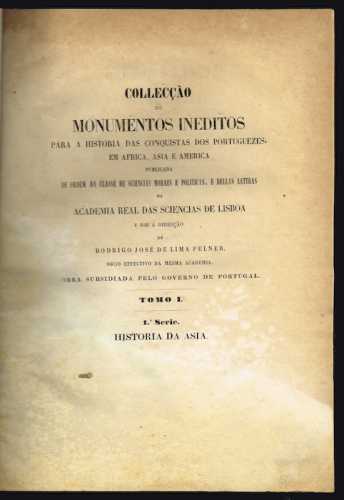 COLLECÇÃO
DE
MONUMENTOS INEDITOS
PARA A HISTORIA DAS CONQUISTAS DOS PORTUGUEZES,
EM AFRICA, ASIA E AMERICA
PUBLICADA
DE ORDEM DA CLASSE DE SCIENCIAS MORAES E POLITICAS, E BELLAS LETTRAS
DA
ACADEMIA REAL DAS SCIENCIAS DE LISBOA
E SOB A DIRECÇÃO
DE
RODRIGO JOSÉ DE LIMA FELNER,
SOCIO EFFECTIVO DA MESMA ACADEMIA.
OBRA SUBSIDIADA PELO GOVERNO DE PORTUGAL.
TOMO I.
1.ª Serie.
HISTORIA DA ASIA.